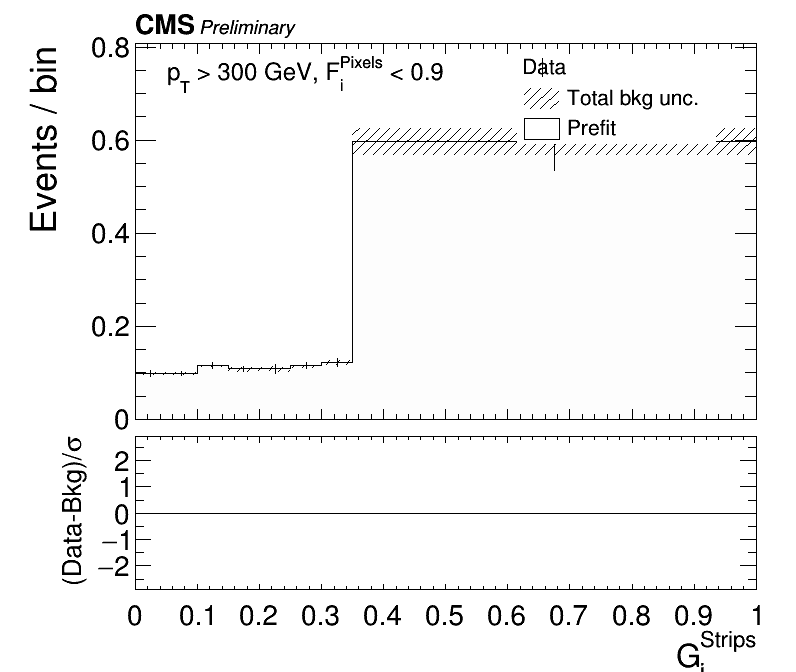 CMS Preliminary
p_T > 300 GeV, F_i^Pixels < 0.9
Data
Total bkg unc.
Prefit
Events / bin
0.8
0.6
0.4
0.2
0
(Data-Bkg)/σ
2
1
0
−1
−2
0 0.1 0.2 0.3 0.4 0.5 0.6 0.7 0.8 0.9 1
G_i^Strips